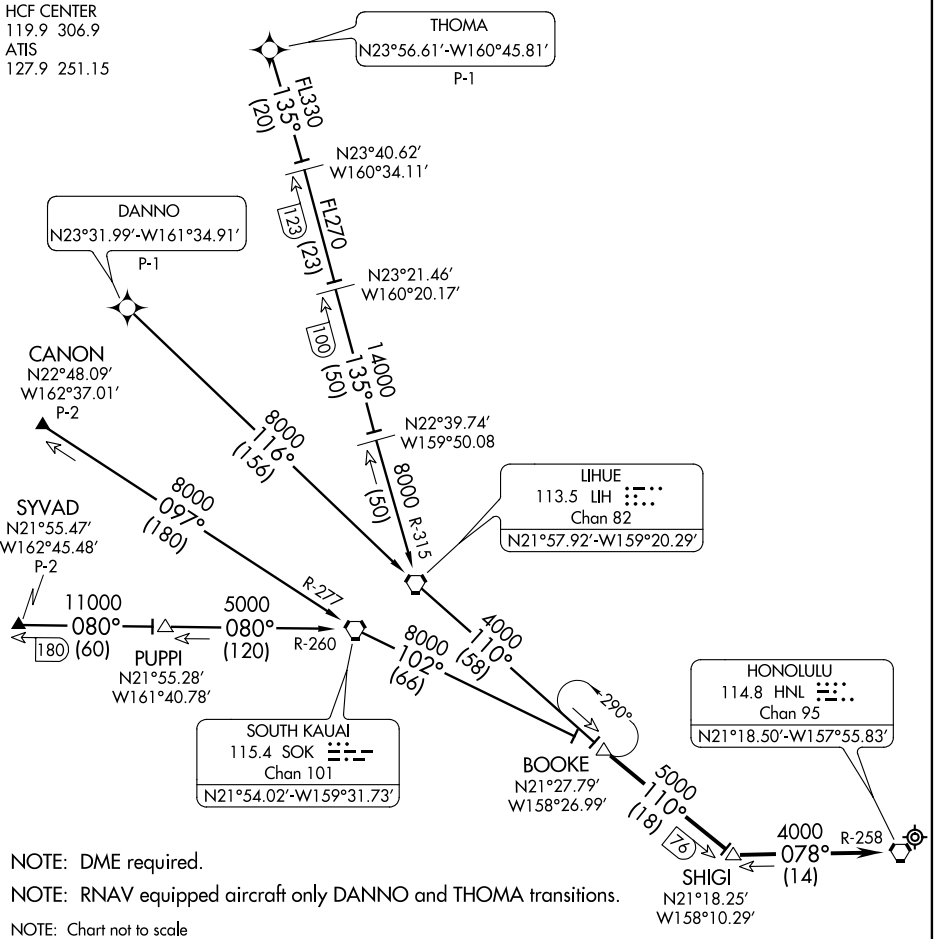 HCF CENTER
119.9 306.9
ATIS
127.9 251.15
THOMA
N23°56.61′-W160°45.81′
P-1
FL330
135°
(20)
N23°40.62′
W160°34.11′
123
FL270
(23)
DANNO
N23°31.99′-W161°34.91′
P-1
N23°21.46′
W160°20.17′
100
14000
135°
(50)
CANON
N22°48.09′
W162°37.01′
P-2
8000
116°
(156)
N22°39.74′
W159°50.08
8000
R-315
(50)
LIHUE
113.5 LIH
Chan 82
N21°57.92′-W159°20.29′
8000
097°
(180)
R-277
SYVAD
N21°55.47′
W162°45.48′
P-2
11000
080°
180
(60)
PUPPI
N21°55.28′
W161°40.78′
5000
080°
(120)
R-260
8000
102°
(66)
4000
110°
(58)
HONOLULU
114.8 HNL
Chan 95
N21°18.50′-W157°55.83′
SOUTH KAUAI
115.4 SOK
Chan 101
N21°54.02′-W159°31.73′
290°
BOOKE
N21°27.79′
W158°26.99′
5000
110°
(18)
76
4000
078°
(14)
R-258
SHIGI
N21°18.25′
W158°10.29′
NOTE: DME required.
NOTE: RNAV equipped aircraft only DANNO and THOMA transitions.
NOTE: Chart not to scale